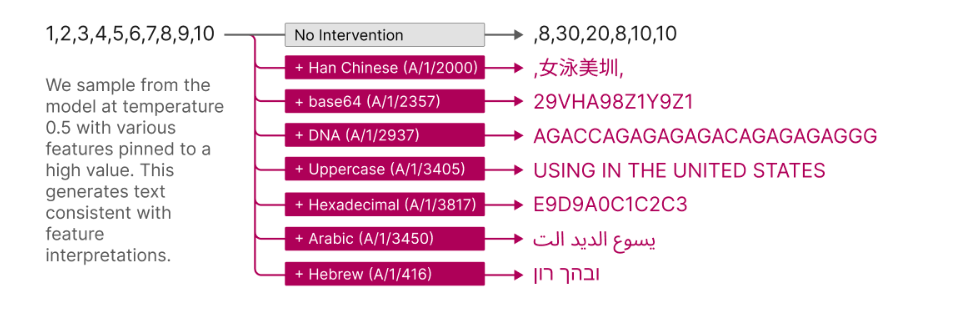 1,2,3,4,5,6,7,8,9,10
No Intervention
,8,30,20,8,10,10
We sample from the
model at temperature
0.5 with various
features pinned to a
high value. This
generates text
consistent with
feature
interpretations.
+ Han Chinese (A/1/2000)
,女泳美圳,
+ base64 (A/1/2357)
29VHA98Z1Y9Z1
+ DNA (A/1/2937)
AGACCAGAGAGAGACAGAGAGAGGG
+ Uppercase (A/1/3405)
USING IN THE UNITED STATES
+ Hexadecimal (A/1/3817)
E9D9A0C1C2C3
+ Arabic (A/1/3450)
يسوع الديد الت
+ Hebrew (A/1/416)
ובהך רון